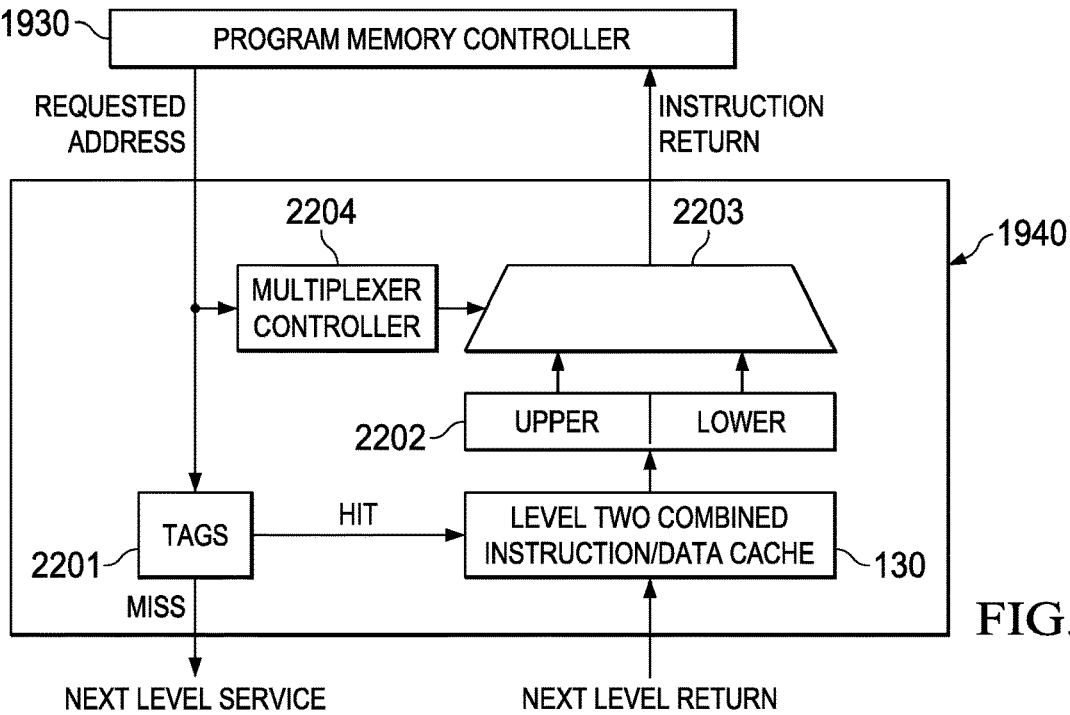 1930
PROGRAM MEMORY CONTROLLER
REQUESTED
ADDRESS
INSTRUCTION
RETURN
2204
2203
1940
MULTIPLEXER
CONTROLLER
UPPER
LOWER
2202
HIT
TAGS
LEVEL TWO COMBINED
INSTRUCTION/DATA CACHE
2201
130
MISS
FIG.
NEXT LEVEL SERVICE
NEXT LEVEL RETURN